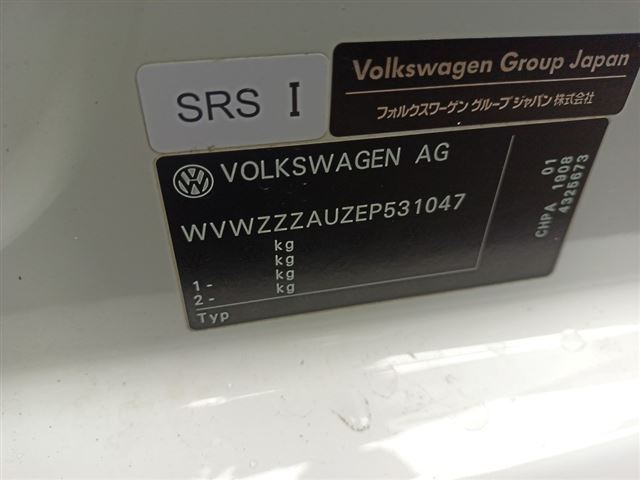 SRS I
Volkswagen Group Japan
フォルクスワーゲン グループ ジャパン 株式会社
VOLKSWAGEN AG
WVWZZZAUZEP531047
kg
kg
1- kg
2- kg
Typ
01
CHPA 1908
4325673